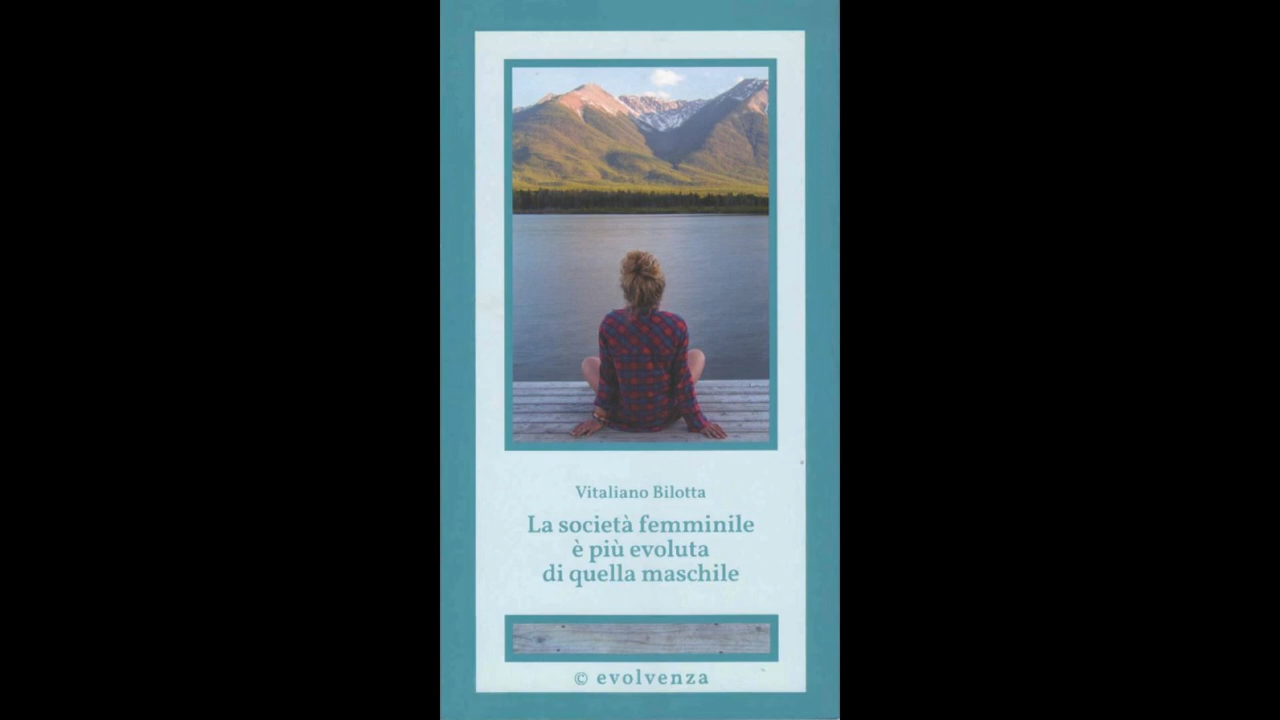 Vitaliano Bilotta
La società femminile
è più evoluta
di quella maschile
© evolvenza